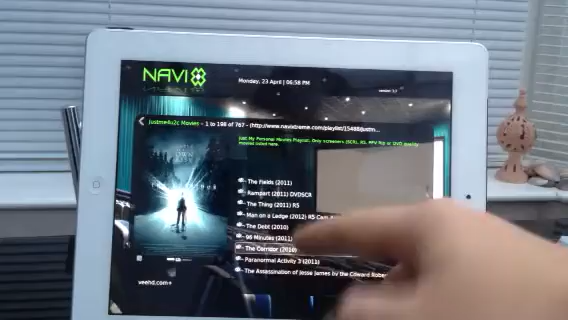 NAVI X
Monday, 23 April | 06:58 PM
Justme4u2c Movies - 1 to 198 of 767 - (http://www.navixtreme.com/playlist/15488/justm...
Just My Personal Movies Playlist. Only screeners (SCR, R5, PPV Rip or DVD quality movies listed here.
The Fields (2011)
Rampart (2011) DVDSCR
The Thing (2011) R5
Man on a Ledge (2012) R5 Cam A
The Debt (2010)
96 Minutes (2011)
The Corridor (2010)
Paranormal Activity 3 (2011)
The Assassination of Jesse James by the Coward Robe
veehd.com+